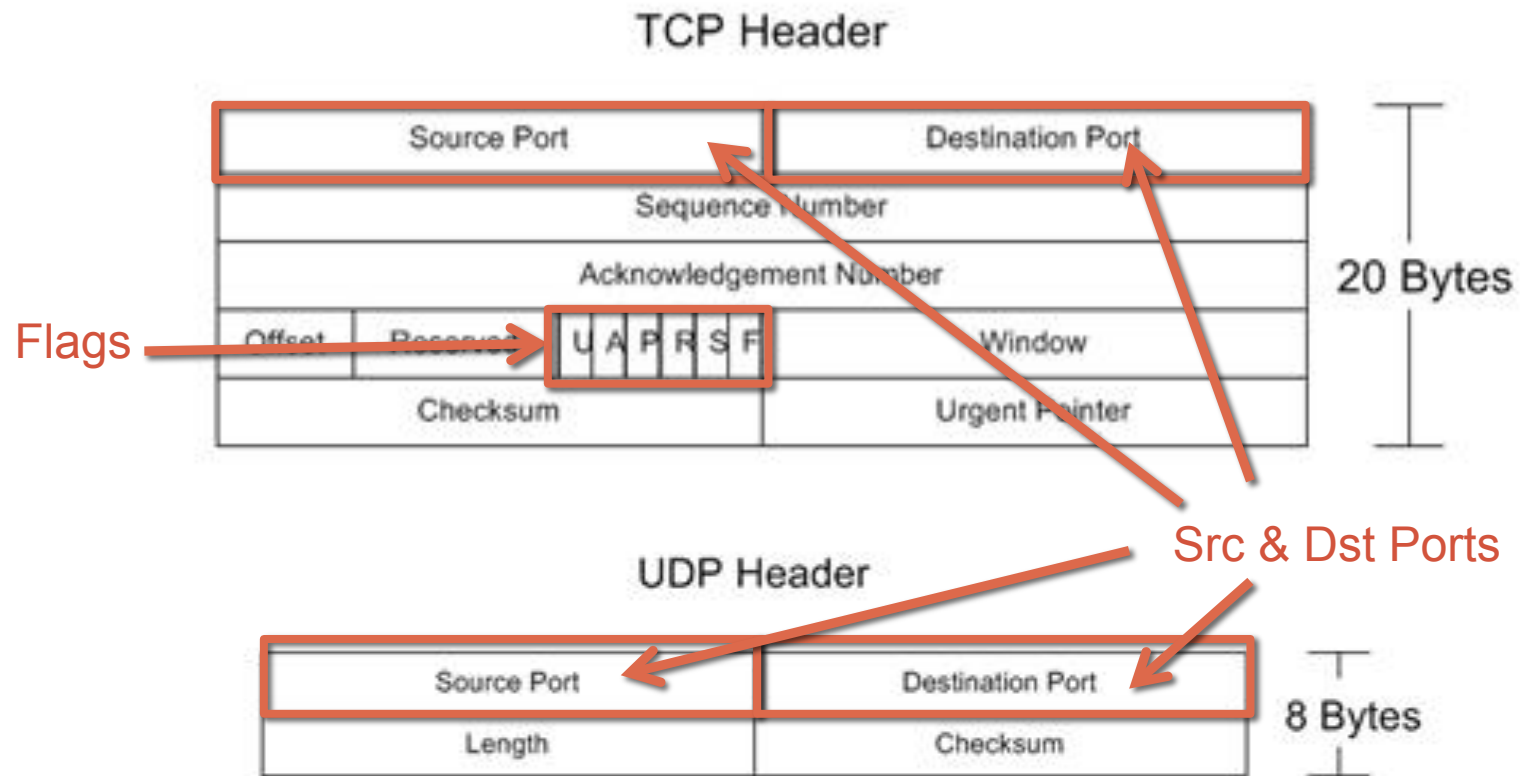 TCP Header
Source Port Destination Port
Sequence Number
Acknowledgement Number
20 Bytes
Flags
Offset Reserved U A P R S F Window
Checksum Urgent Pointer
Src & Dst Ports
UDP Header
Source Port Destination Port
8 Bytes
Length Checksum